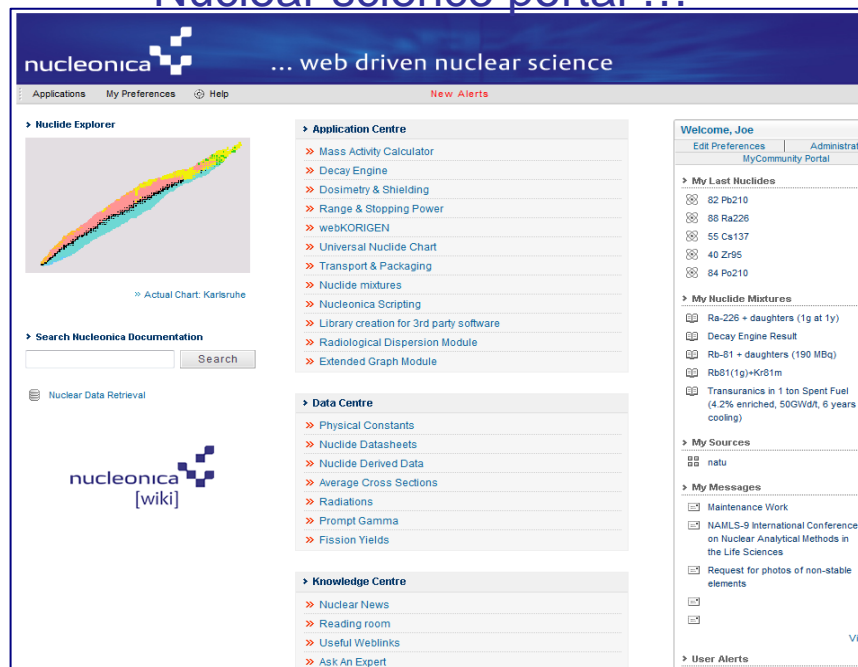 Nuclear science portal …
nucleonica
... web driven nuclear science
Applications My Preferences Help New Alerts
Nuclide Explorer
» Actual Chart: Karlsruhe
Search Nucleonica Documentation
Search
Nuclear Data Retrieval
nucleonica
[wiki]
Application Centre
» Mass Activity Calculator
» Decay Engine
» Dosimetry & Shielding
» Range & Stopping Power
» webKORIGEN
» Universal Nuclide Chart
» Transport & Packaging
» Nuclide mixtures
» Nucleonica Scripting
» Library creation for 3rd party software
» Radiological Dispersion Module
» Extended Graph Module
Data Centre
» Physical Constants
» Nuclide Datasheets
» Nuclide Derived Data
» Average Cross Sections
» Radiations
» Prompt Gamma
» Fission Yields
Knowledge Centre
» Nuclear News
» Reading room
» Useful Weblinks
» Ask An Expert
Welcome, Joe
Edit Preferences Administrat
MyCommunity Portal
My Last Nuclides
82 Pb210
88 Ra226
55 Cs137
40 Zr95
84 Po210
My Nuclide Mixtures
Ra-226 + daughters (1g at 1y)
Decay Engine Result
Rb-81 + daughters (190 MBq)
Rb81(1g)+Kr81m
Transuranics in 1 ton Spent Fuel
(4.2% enriched, 50GWd/t, 6 years
cooling)
My Sources
natu
My Messages
Maintenance Work
NAMLS-9 International Conference
on Nuclear Analytical Methods in
the Life Sciences
Request for photos of non-stable
elements
Vi
User Alerts